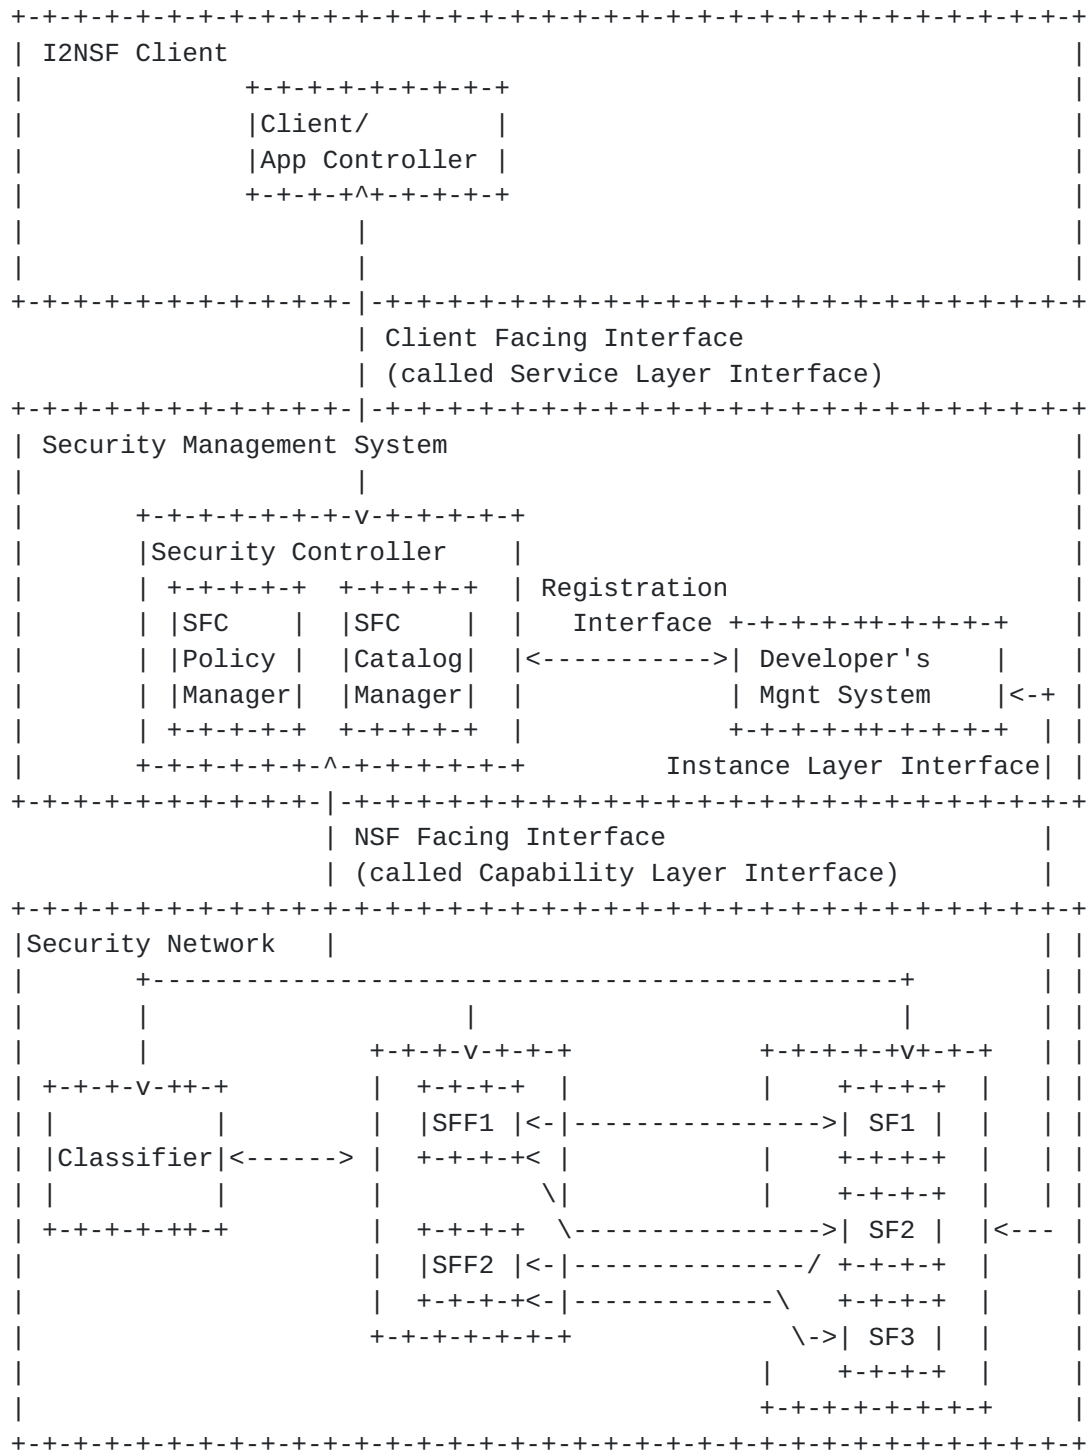 +-+-+-+-+-+-+-+-+-+-+-+-+-+-+-+-+-+-+-+-+-+-+-+-+-+-+-+-+-+-+-+-+-+-+
| I2NSF Client                                                      |
|              +-+-+-+-+-+-+-+-+                                    |
|              |Client/        |                                    |
|              |App Controller |                                    |
|              +-+-+-+^+-+-+-+-+                                    |
|                     |                                             |
|                     |                                             |
+-+-+-+-+-+-+-+-+-+-+-|-+-+-+-+-+-+-+-+-+-+-+-+-+-+-+-+-+-+-+-+-+-+-+
                      | Client Facing Interface
                      | (called Service Layer Interface)
+-+-+-+-+-+-+-+-+-+-+-|-+-+-+-+-+-+-+-+-+-+-+-+-+-+-+-+-+-+-+-+-+-+-+
| Security Management System                                        |
|                     |                                             |
|       +-+-+-+-+-+-+-v-+-+-+-+-+                                   |
|       |Security Controller    |                                   |
|       | +-+-+-+-+  +-+-+-+-+  | Registration                      |
|       | |SFC    |  |SFC    |  |   Interface +-+-+-+-++-+-+-+-+    |
|       | |Policy |  |Catalog|  |<----------->| Developer's    |    |
|       | |Manager|  |Manager|  |             | Mgnt System    |<-+ |
|       | +-+-+-+-+  +-+-+-+-+  |             +-+-+-+-++-+-+-+-+  | |
|       +-+-+-+-+-+-^-+-+-+-+-+-+         Instance Layer Interface| |
+-+-+-+-+-+-+-+-+-+-|-+-+-+-+-+-+-+-+-+-+-+-+-+-+-+-+-+-+-+-+-+-+-+-+
                    | NSF Facing Interface                        |
                    | (called Capability Layer Interface)         |
+-+-+-+-+-+-+-+-+-+-+-+-+-+-+-+-+-+-+-+-+-+-+-+-+-+-+-+-+-+-+-+-+-+-+
|Security Network   |                                             | |
|       +------------------------------------------------+        | |
|       |                    |                           |        | |
|       |              +-+-+-v-+-+-+            +-+-+-+-+v+-+-+   | |
| +-+-+-v-++-+         |  +-+-+-+  |            |    +-+-+-+  |   | |
| |          |         |  |SFF1 |<-|---------------->| SF1 |  |   | |
| |Classifier|<------> |  +-+-+-+< |            |    +-+-+-+  |   | |
| |          |         |          \|            |    +-+-+-+  |   | |
| +-+-+-+-++-+         |  +-+-+-+  \---------------->| SF2 |  |<--- |
|                      |  |SFF2 |<-|---------------/ +-+-+-+  |     |
|                      |  +-+-+-+<-|-------------\   +-+-+-+  |     |
|                      +-+-+-+-+-+-+              \->| SF3 |  |     |
|                                               |    +-+-+-+  |     |
|                                               +-+-+-+-+-+-+-+     |
+-+-+-+-+-+-+-+-+-+-+-+-+-+-+-+-+-+-+-+-+-+-+-+-+-+-+-+-+-+-+-+-+-+-+